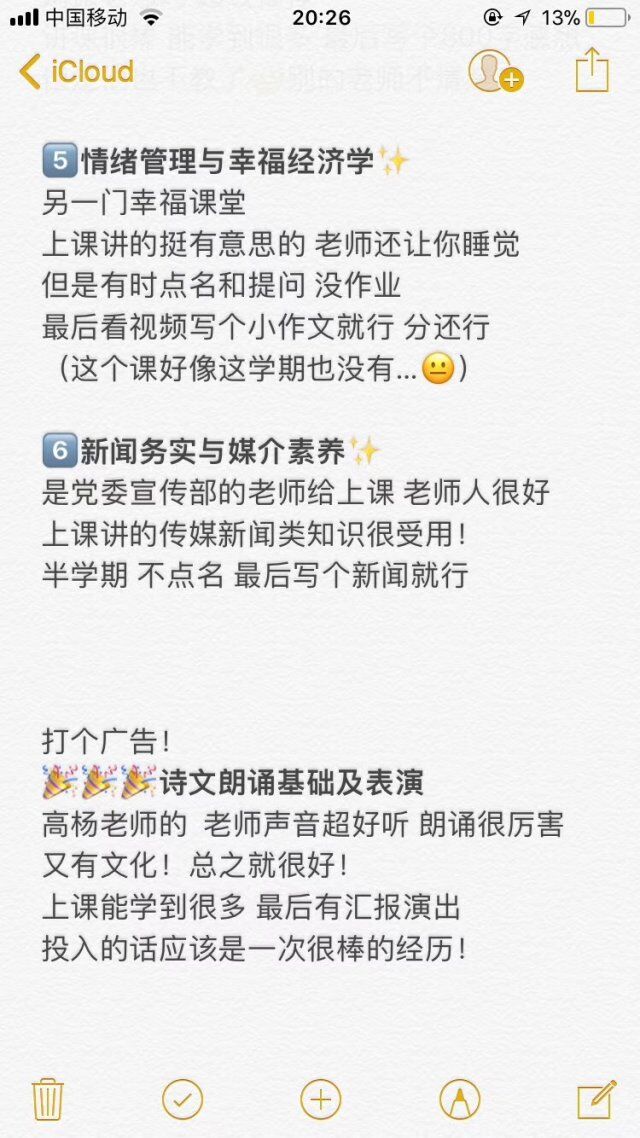 中国移动 20:26 13%
iCloud
5 情绪管理与幸福经济学✨
另一门幸福课堂
上课讲的挺有意思的 老师还让你睡觉
但是有时点名和提问 没作业
最后看视频写个小作文就行 分还行
（这个课好像这学期也没有...😐）
6 新闻务实与媒介素养✨
是党委宣传部的老师给上课 老师人很好
上课讲的传媒新闻类知识很受用！
半学期 不点名 最后写个新闻就行
打个广告！
🎉🎉🎉诗文朗诵基础及表演
高杨老师的 老师声音超好听 朗诵很厉害
又有文化！总之就很好！
上课能学到很多 最后有汇报演出
投入的话应该是一次很棒的经历！